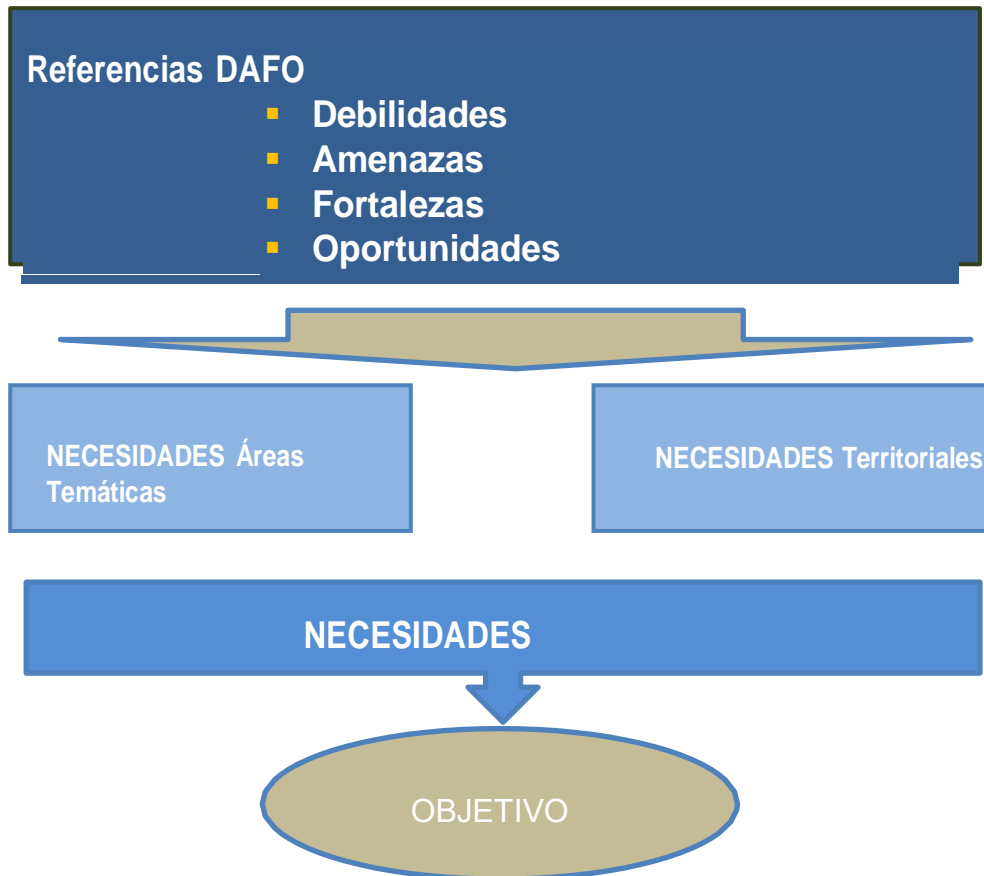 Referencias DAFO
▪ Debilidades
▪ Amenazas
▪ Fortalezas
▪ Oportunidades
NECESIDADES Áreas
Temáticas
NECESIDADES Territoriales
NECESIDADES
OBJETIVO